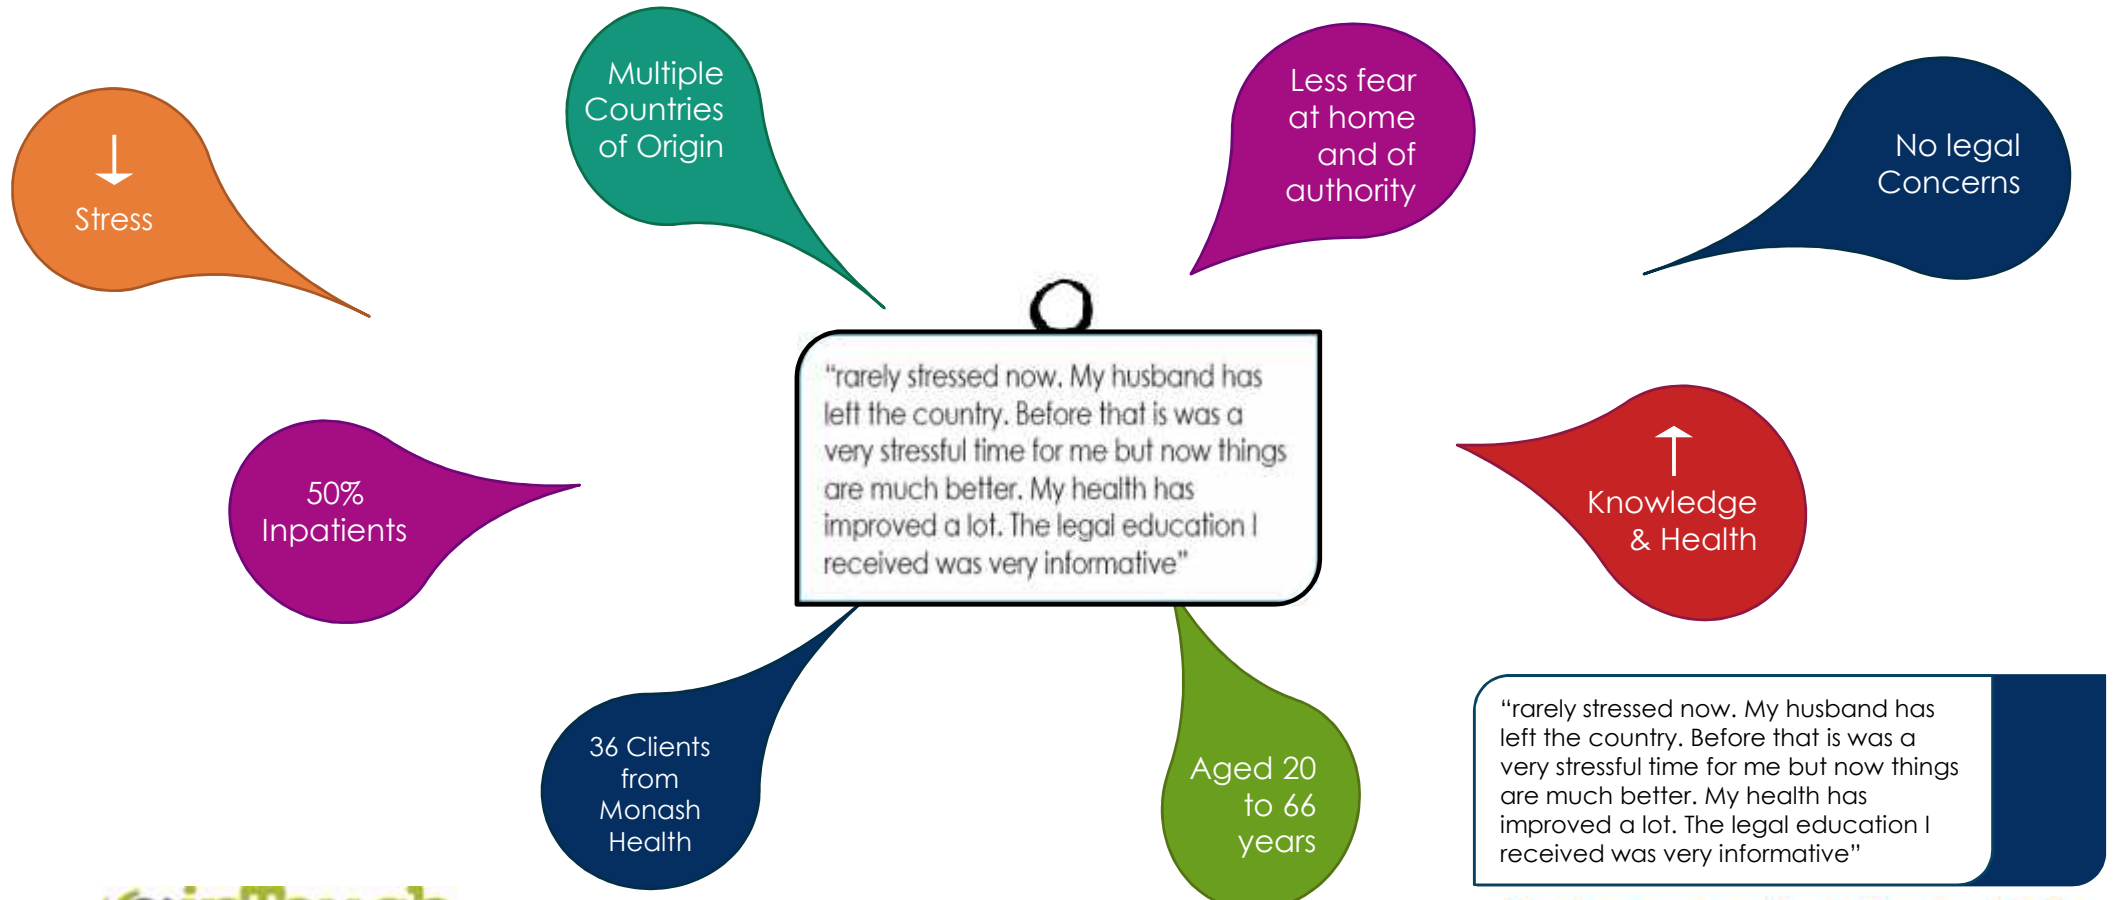 Multiple
Countries
of Origin
Less fear
at home
and of
authority
No legal
Concerns
↓
Stress
"rarely stressed now. My husband has
left the country. Before that is was a
very stressful time for me but now things
are much better. My health has
improved a lot. The legal education I
received was very informative"
50%
Inpatients
↑
Knowledge
& Health
36 Clients
from
Monash
Health
Aged 20
to 66
years
"rarely stressed now. My husband has
left the country. Before that is was a
very stressful time for me but now things
are much better. My health has
improved a lot. The legal education I
received was very informative"